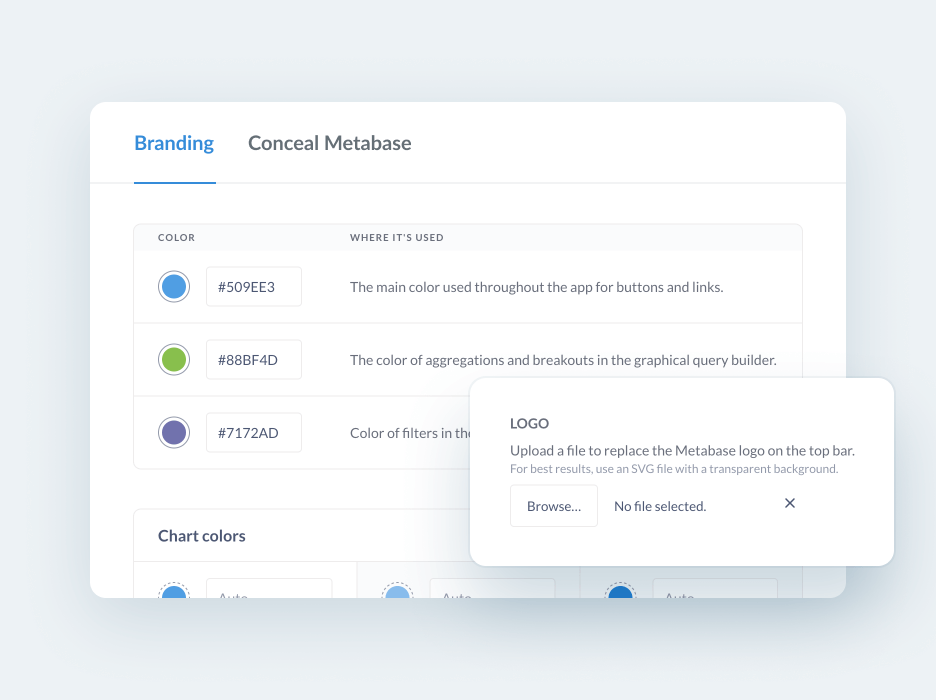 Branding Conceal Metabase
COLOR WHERE IT'S USED
#509EE3 The main color used throughout the app for buttons and links.
#88BF4D The color of aggregations and breakouts in the graphical query builder.
#7172AD Color of filters in the
LOGO
Upload a file to replace the Metabase logo on the top bar.
For best results, use an SVG file with a transparent background.
Browse... No file selected.
Chart colors
Auto Auto Auto